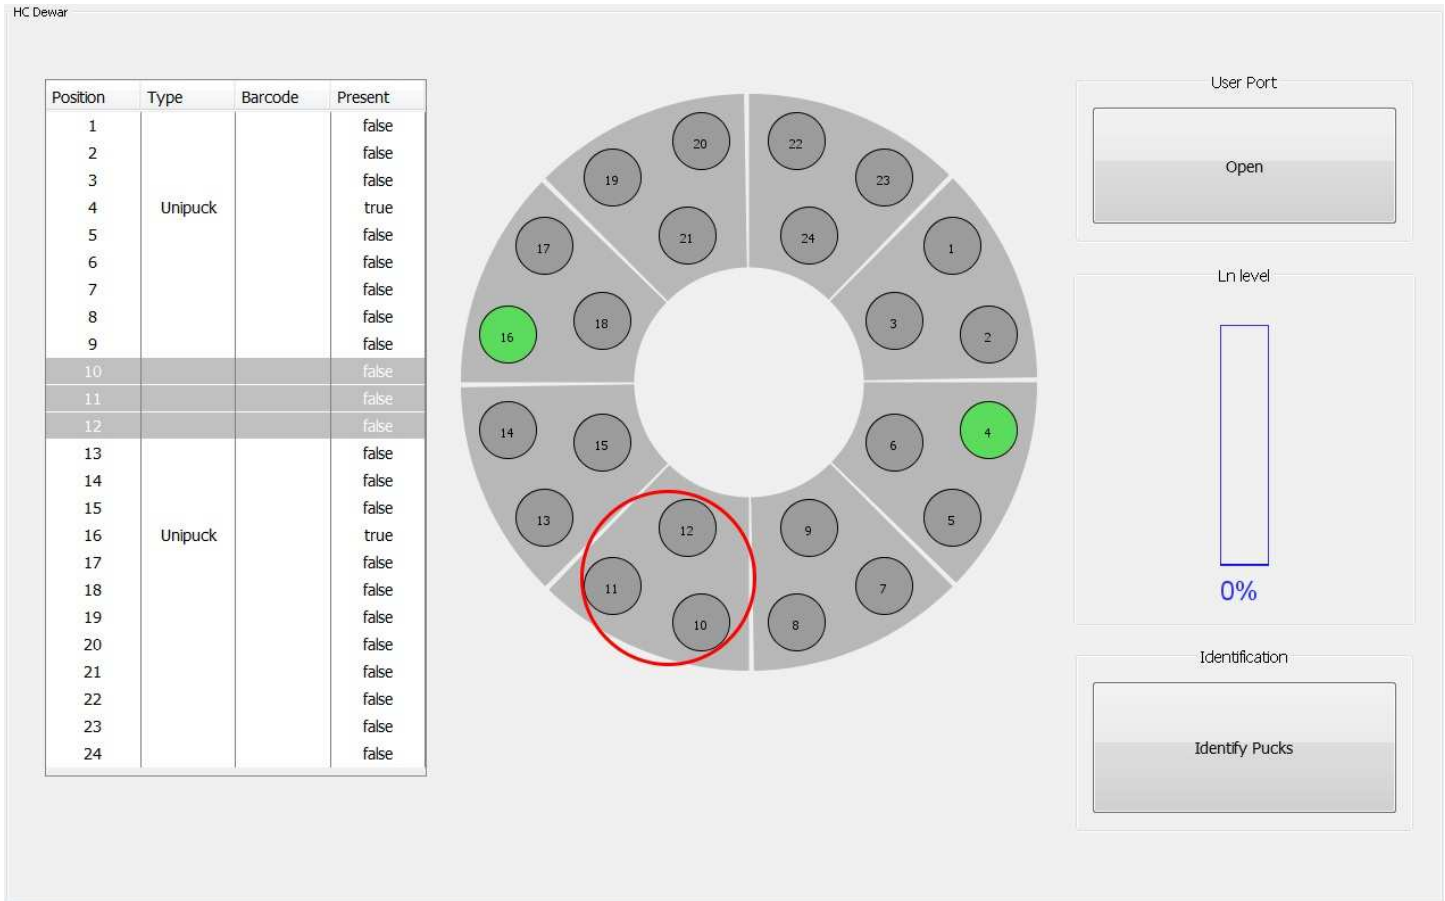 HC Dewar
Position Type Barcode Present
1 false
2 false
3 false
4 Unipuck true
5 false
6 false
7 false
8 false
9 false
10 false
11 false
12 false
13 false
14 false
15 false
16 Unipuck true
17 false
18 false
19 false
20 false
21 false
22 false
23 false
24 false
20 22
19 23
21 24
17 1
18 3
16 2
14 4
15 6
13 5
12 9
11 7
10 8
User Port
Open
Ln level
0%
Identification
Identify Pucks